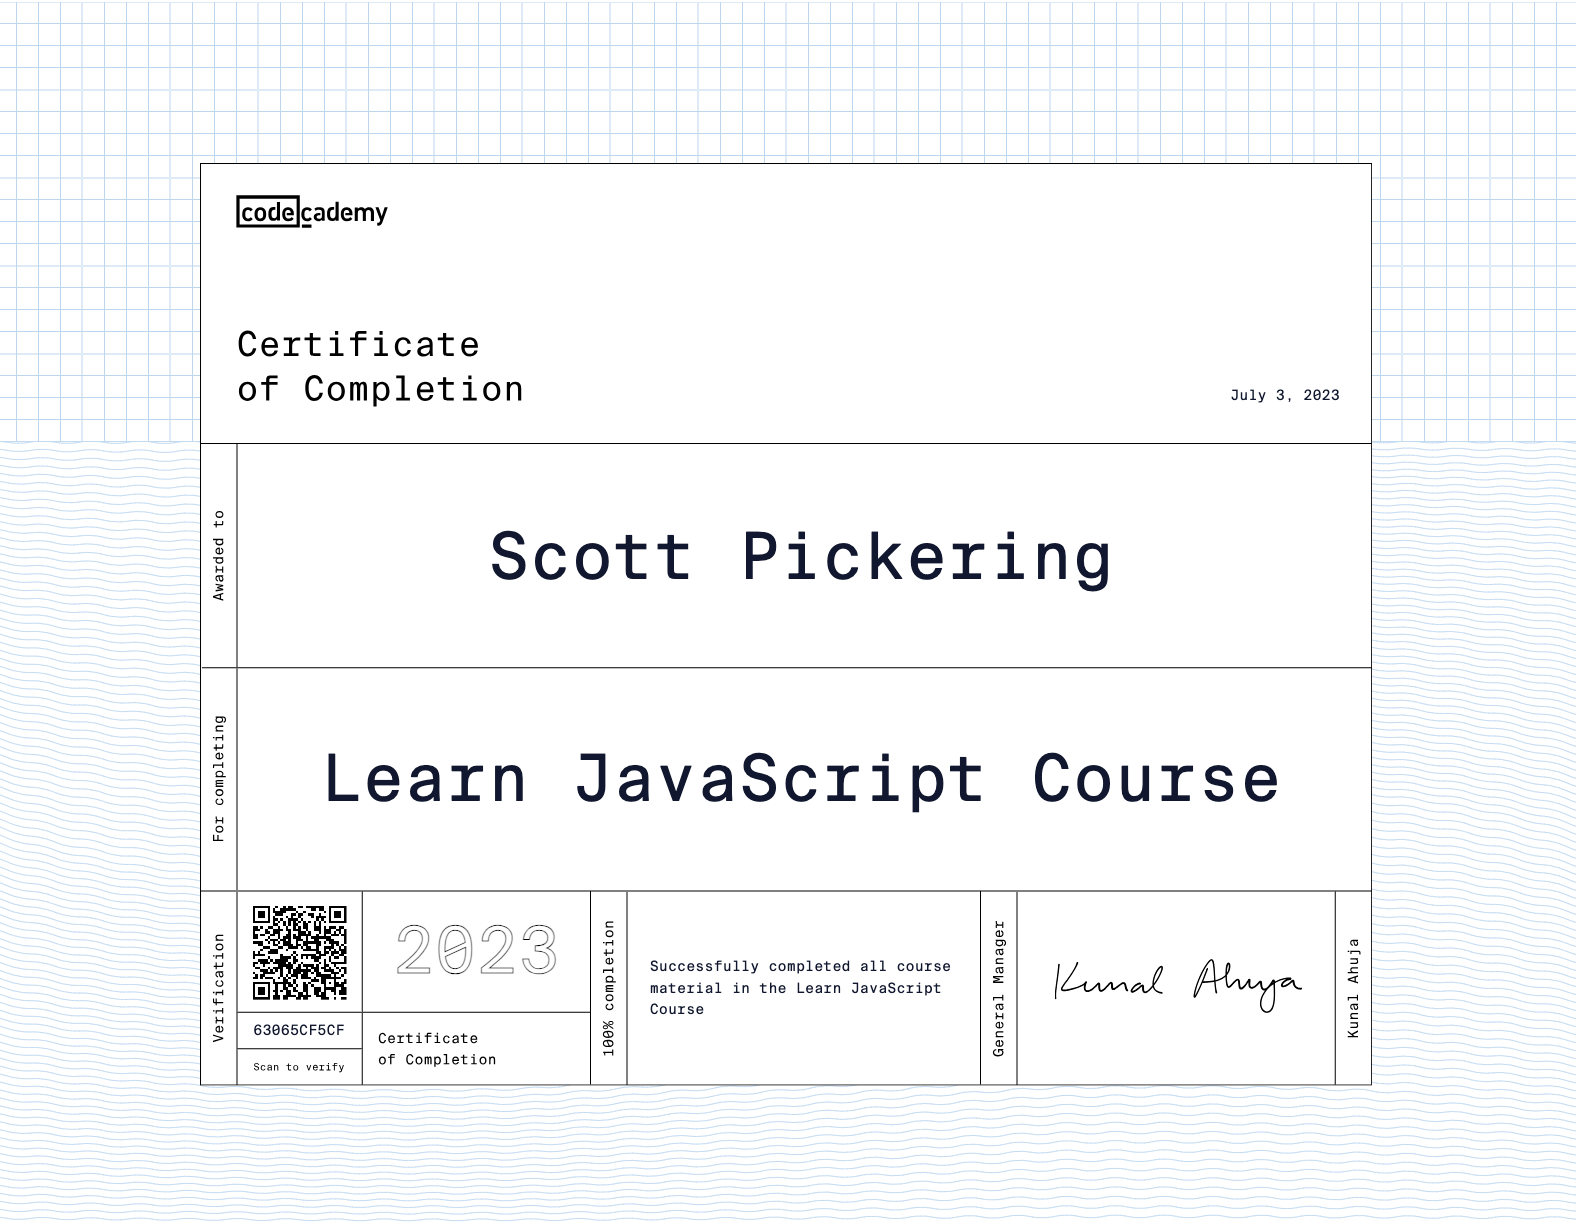 codecademy
Certificate
of Completion
July 3, 2023
Awarded to
Scott Pickering
For completing
Learn JavaScript Course
Verification
63065CF5CF
Scan to verify
2023
Certificate
of Completion
100% completion
Successfully completed all course
material in the Learn JavaScript
Course
General Manager
Kunal Ahuja
Kunal Ahuja